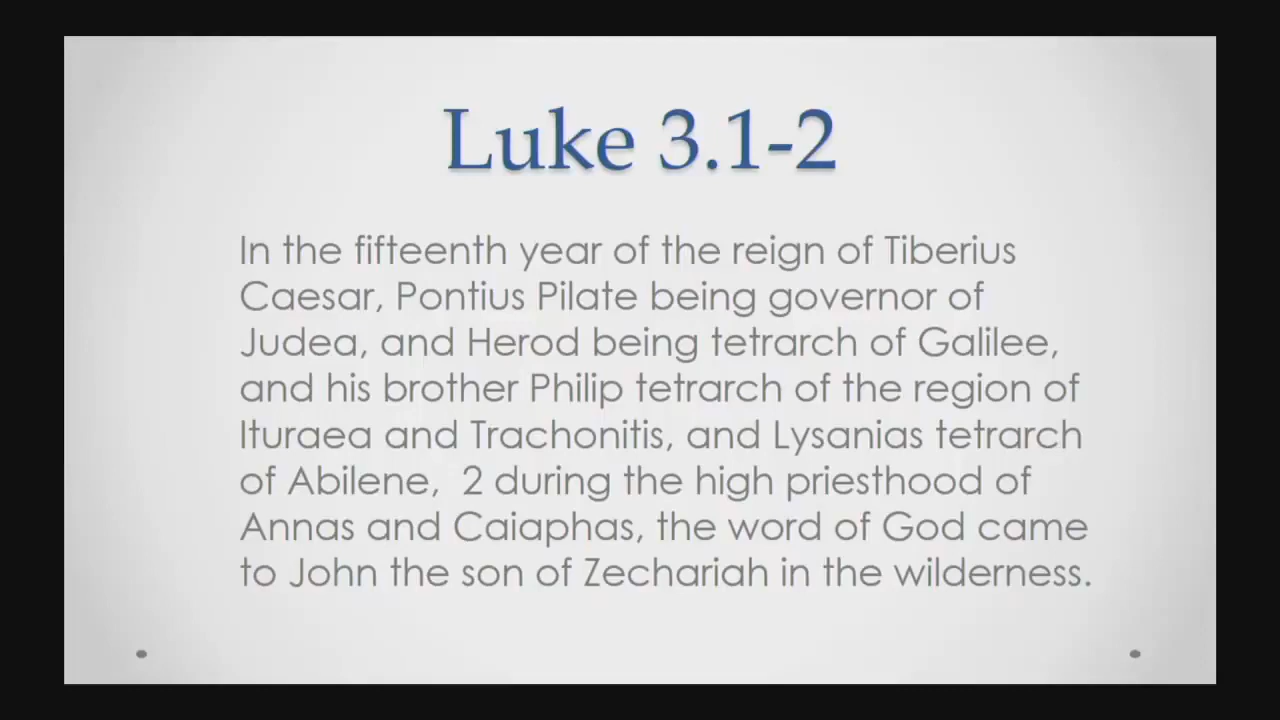 Luke 3.1-2
In the fifteenth year of the reign of Tiberius
Caesar, Pontius Pilate being governor of
Judea, and Herod being tetrarch of Galilee,
and his brother Philip tetrarch of the region of
Ituraea and Trachonitis, and Lysanias tetrarch
of Abilene,  2 during the high priesthood of
Annas and Caiaphas, the word of God came
to John the son of Zechariah in the wilderness.